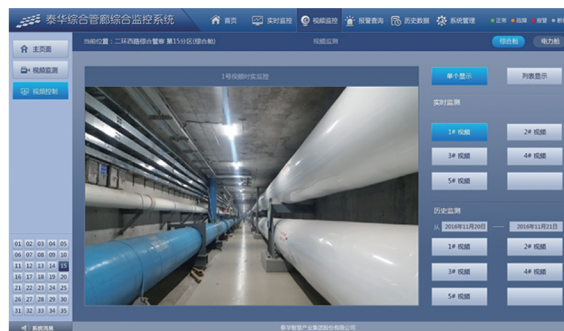 泰华综合管廊综合监控系统
首页 实时监控 视频监控 报警查询 历史数据 系统管理 正常 故障 报警
当前位置：二环西路综合管廊 第15分区(综合舱) 视频监测 综合舱 电力舱
主页面
视频监测
视频控制
1号视频时实监控
单个显示 列表显示
实时监测
1# 视频 2# 视频
3# 视频 4# 视频
5# 视频
历史监测
从 2016年11月20日 2016年11月21日
1# 视频 2# 视频
3# 视频 4# 视频
5# 视频
01 02 03 04 05
06 07 08 09 10
11 12 13 14 15
16 17 18 19 20
21 22 23 24 25
26 27 28 29 30
31 32 33 34 35
系统消息 泰华智慧产业集团股份有限公司